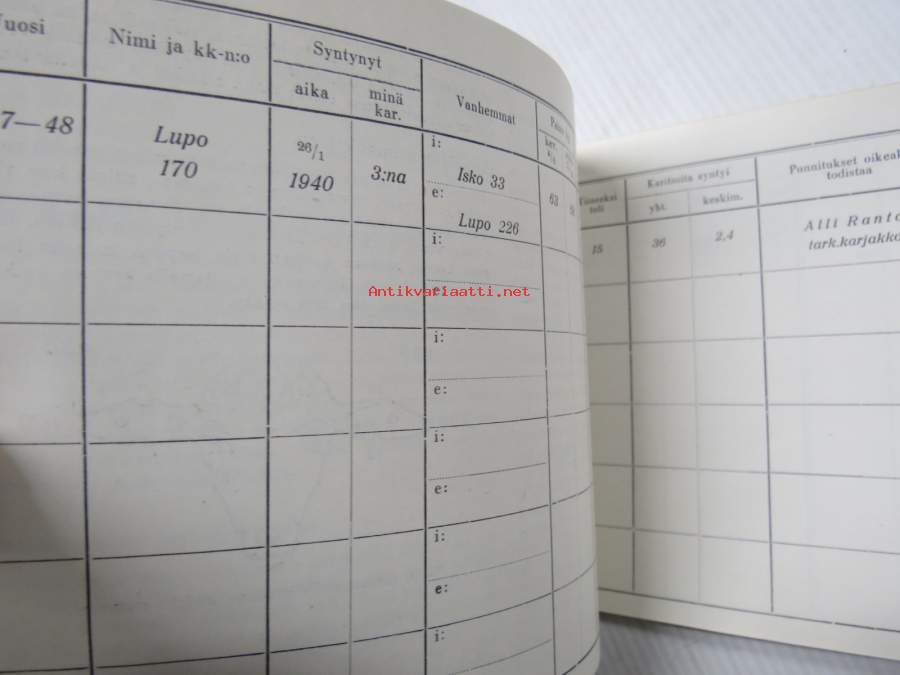 Nimi ja kk-n:o
Syntynyt
aika
minä
kar.
Vanhemmat
7—48
Lupo
170
26/1
1940
3:na
i:
Isko 33
e:
Lupo 226
63
i:
e:
i:
e:
i:
e:
i:
e:
i:
Antikvariaatti.net
Karitsoita syntyi
yht.
keskim.
Punnitukset oikeak
todistaa
15
36
2,4
Alli Ranta
tark.karjakko